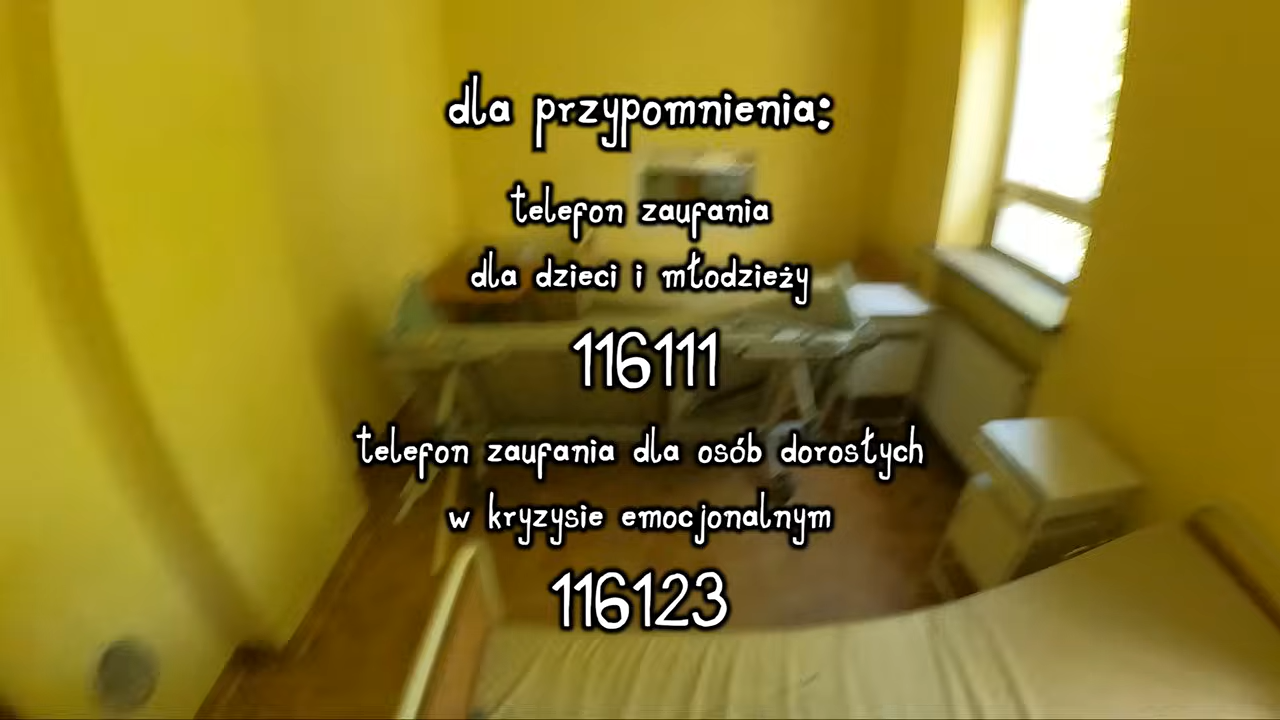 dla przypomnienia:
telefon zaufania
dla dzieci i młodzieży
116111
telefon zaufania dla osób dorosłych
w kryzysie emocjonalnym
116123